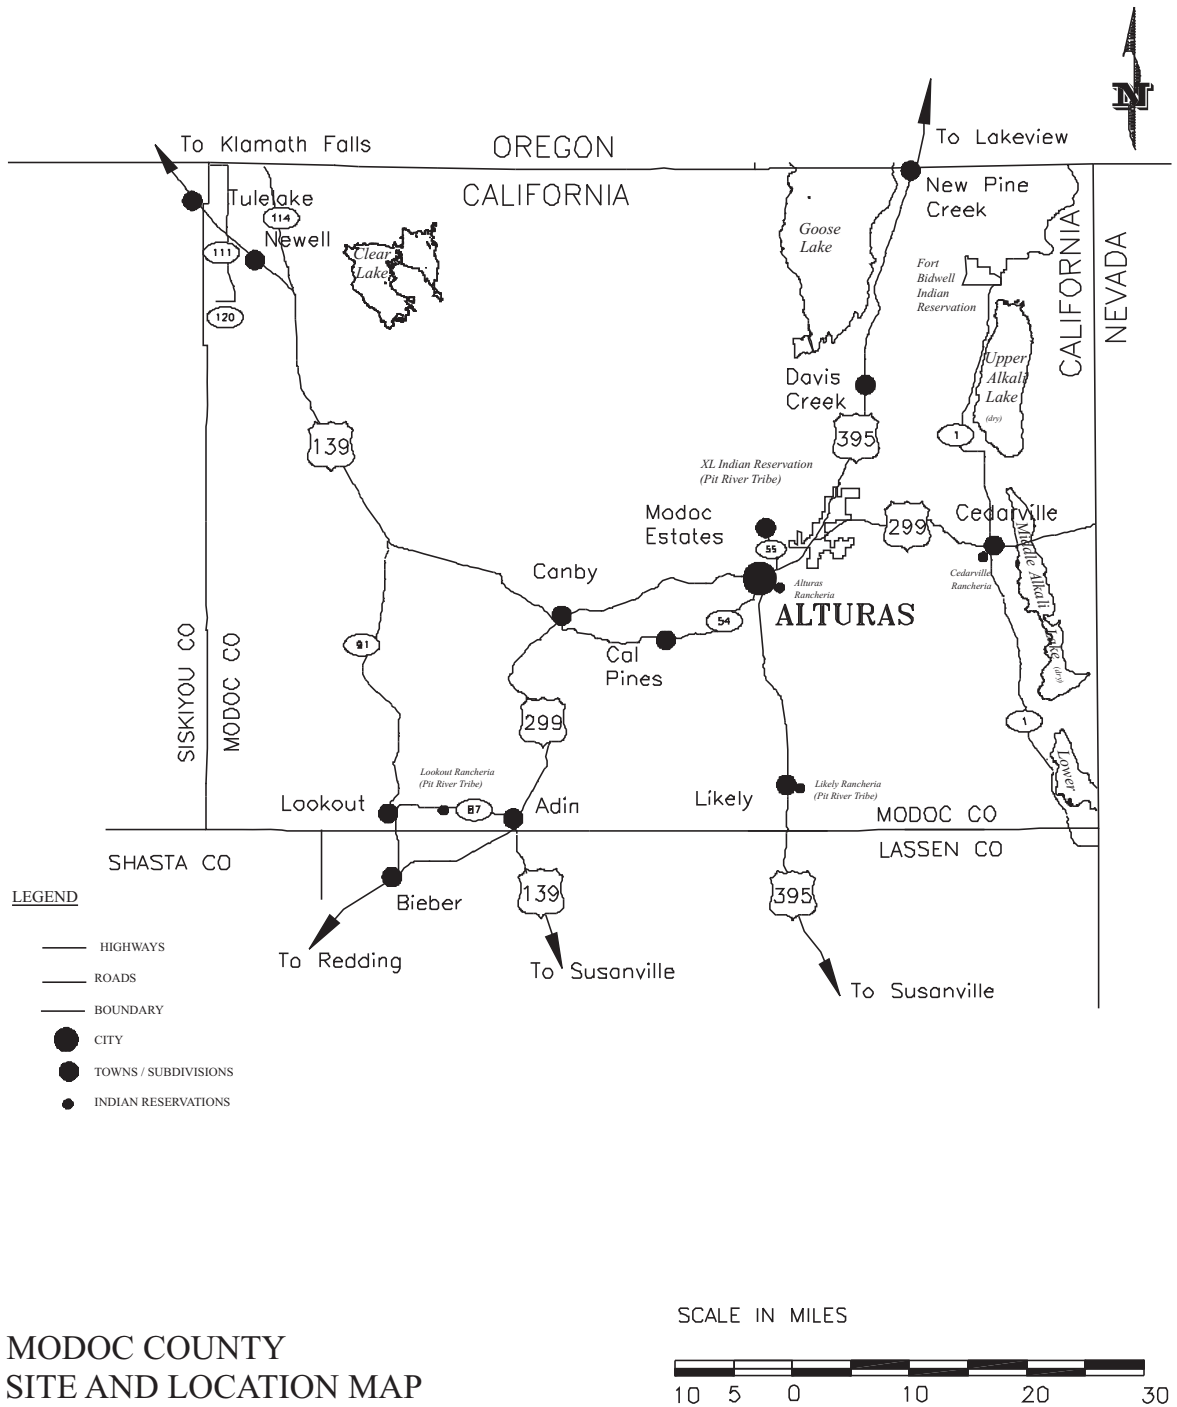 N
To Klamath Falls
OREGON
To Lakeview
CALIFORNIA
Tulelake
114
Newell
111
120
Clear
Lake
Goose
Lake
New Pine
Creek
Fort
Bidwell
Indian
Reservation
CALIFORNIA
NEVADA
Upper
Alkali
Lake
(dry)
Davis
Creek
139
395
1
XL Indian Reservation
(Pit River Tribe)
Modoc
Estates
55
299
Cedarville
Cedarville
Rancheria
Middle Alkali
Lake (dry)
Canby
Alturas
Rancheria
ALTURAS
54
Cal
Pines
91
SISKIYOU CO
MODOC CO
299
1
Lower
Lookout Rancheria
(Pit River Tribe)
Lookout
87
Adin
Likely
Likely Rancheria
(Pit River Tribe)
MODOC CO
LASSEN CO
SHASTA CO
Bieber
139
395
To Redding
To Susanville
To Susanville
LEGEND
HIGHWAYS
ROADS
BOUNDARY
CITY
TOWNS / SUBDIVISIONS
INDIAN RESERVATIONS
SCALE IN MILES
10 5 0 10 20 30
MODOC COUNTY
SITE AND LOCATION MAP